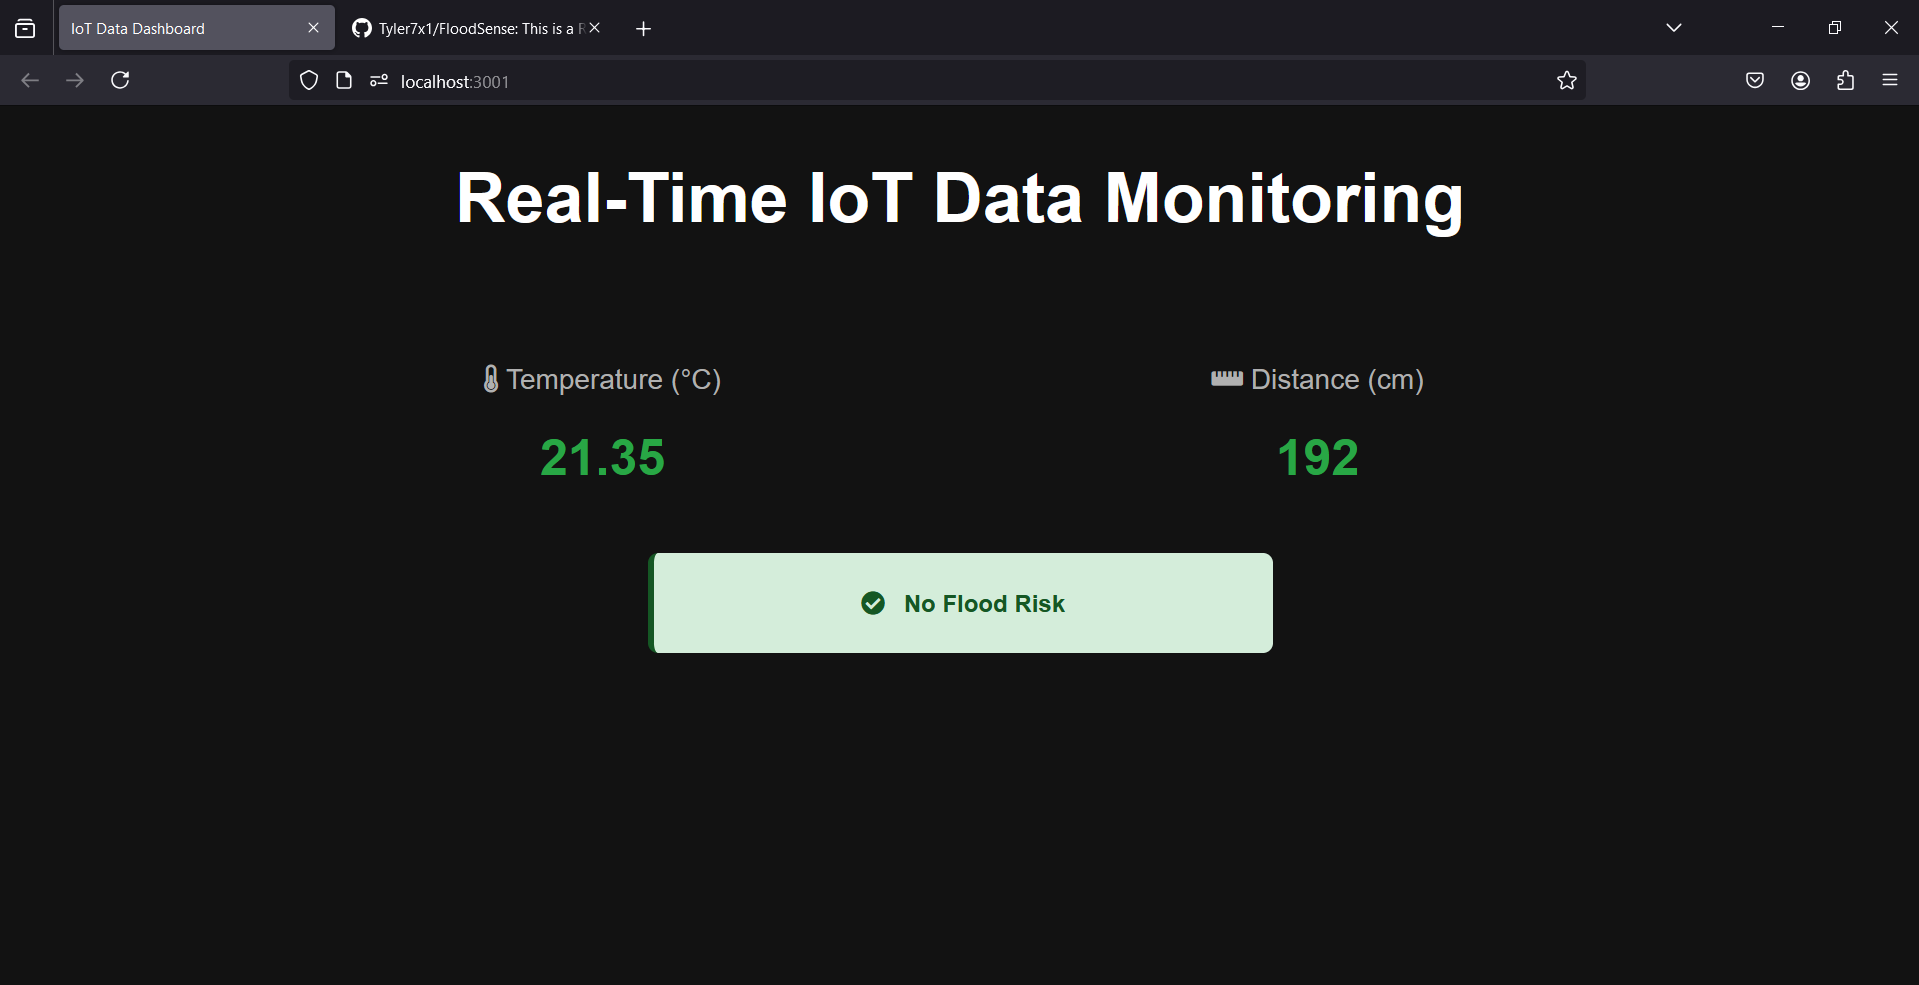 IoT Data Dashboard
Tyler7x1/FloodSense: This is a R
localhost:3001
Real-Time IoT Data Monitoring
Temperature (°C)
Distance (cm)
21.35
192
No Flood Risk